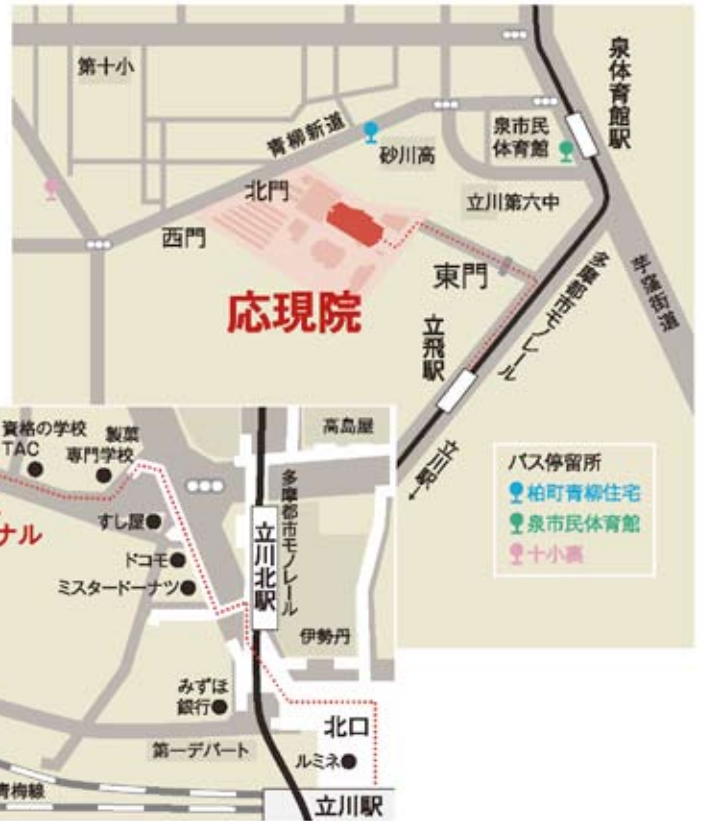 第十小
泉体育館駅
青柳新道
砂川高
泉市民
体育館
北門
立川第六中
西門
東門
応現院
多摩都市モノレール
芋窪街道
立飛駅
立川駅
バス停留所
柏町青柳住宅
泉市民体育館
十小裏
資格の学校
TAC
製菓
専門学校
高島屋
ナル
すし屋
ドコモ
ミスタードーナツ
多摩都市モノレール
立川北駅
伊勢丹
みずほ
銀行
北口
第一デパート
ルミネ
青梅線
立川駅